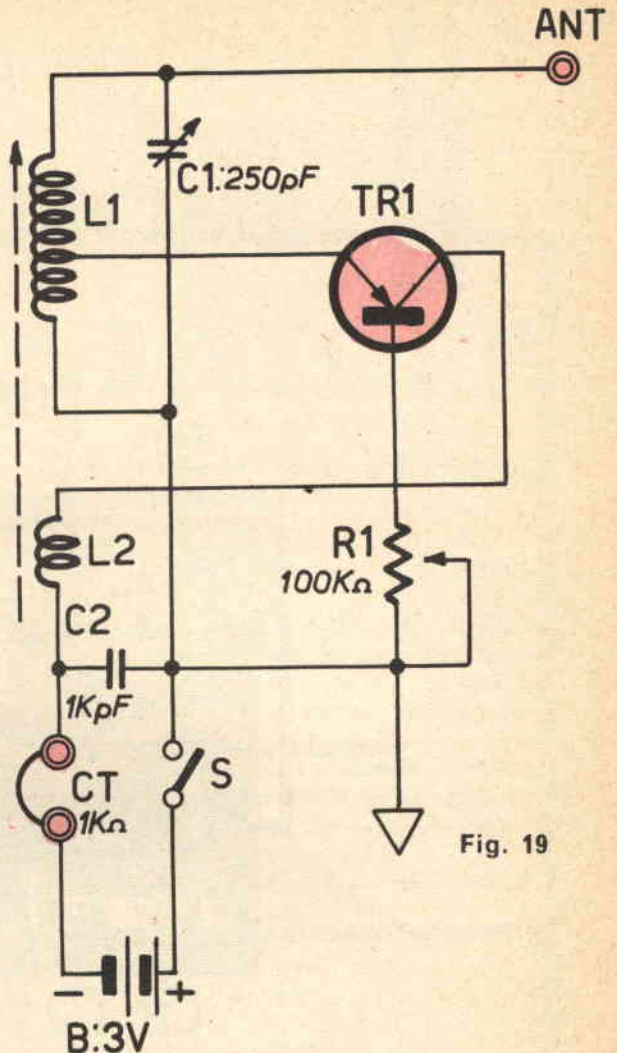 ANT
C1:250pF
L1
TR1
L2
R1
100KΩ
C2
1KpF
CT
1KΩ
S
Fig. 19
- +
B:3V